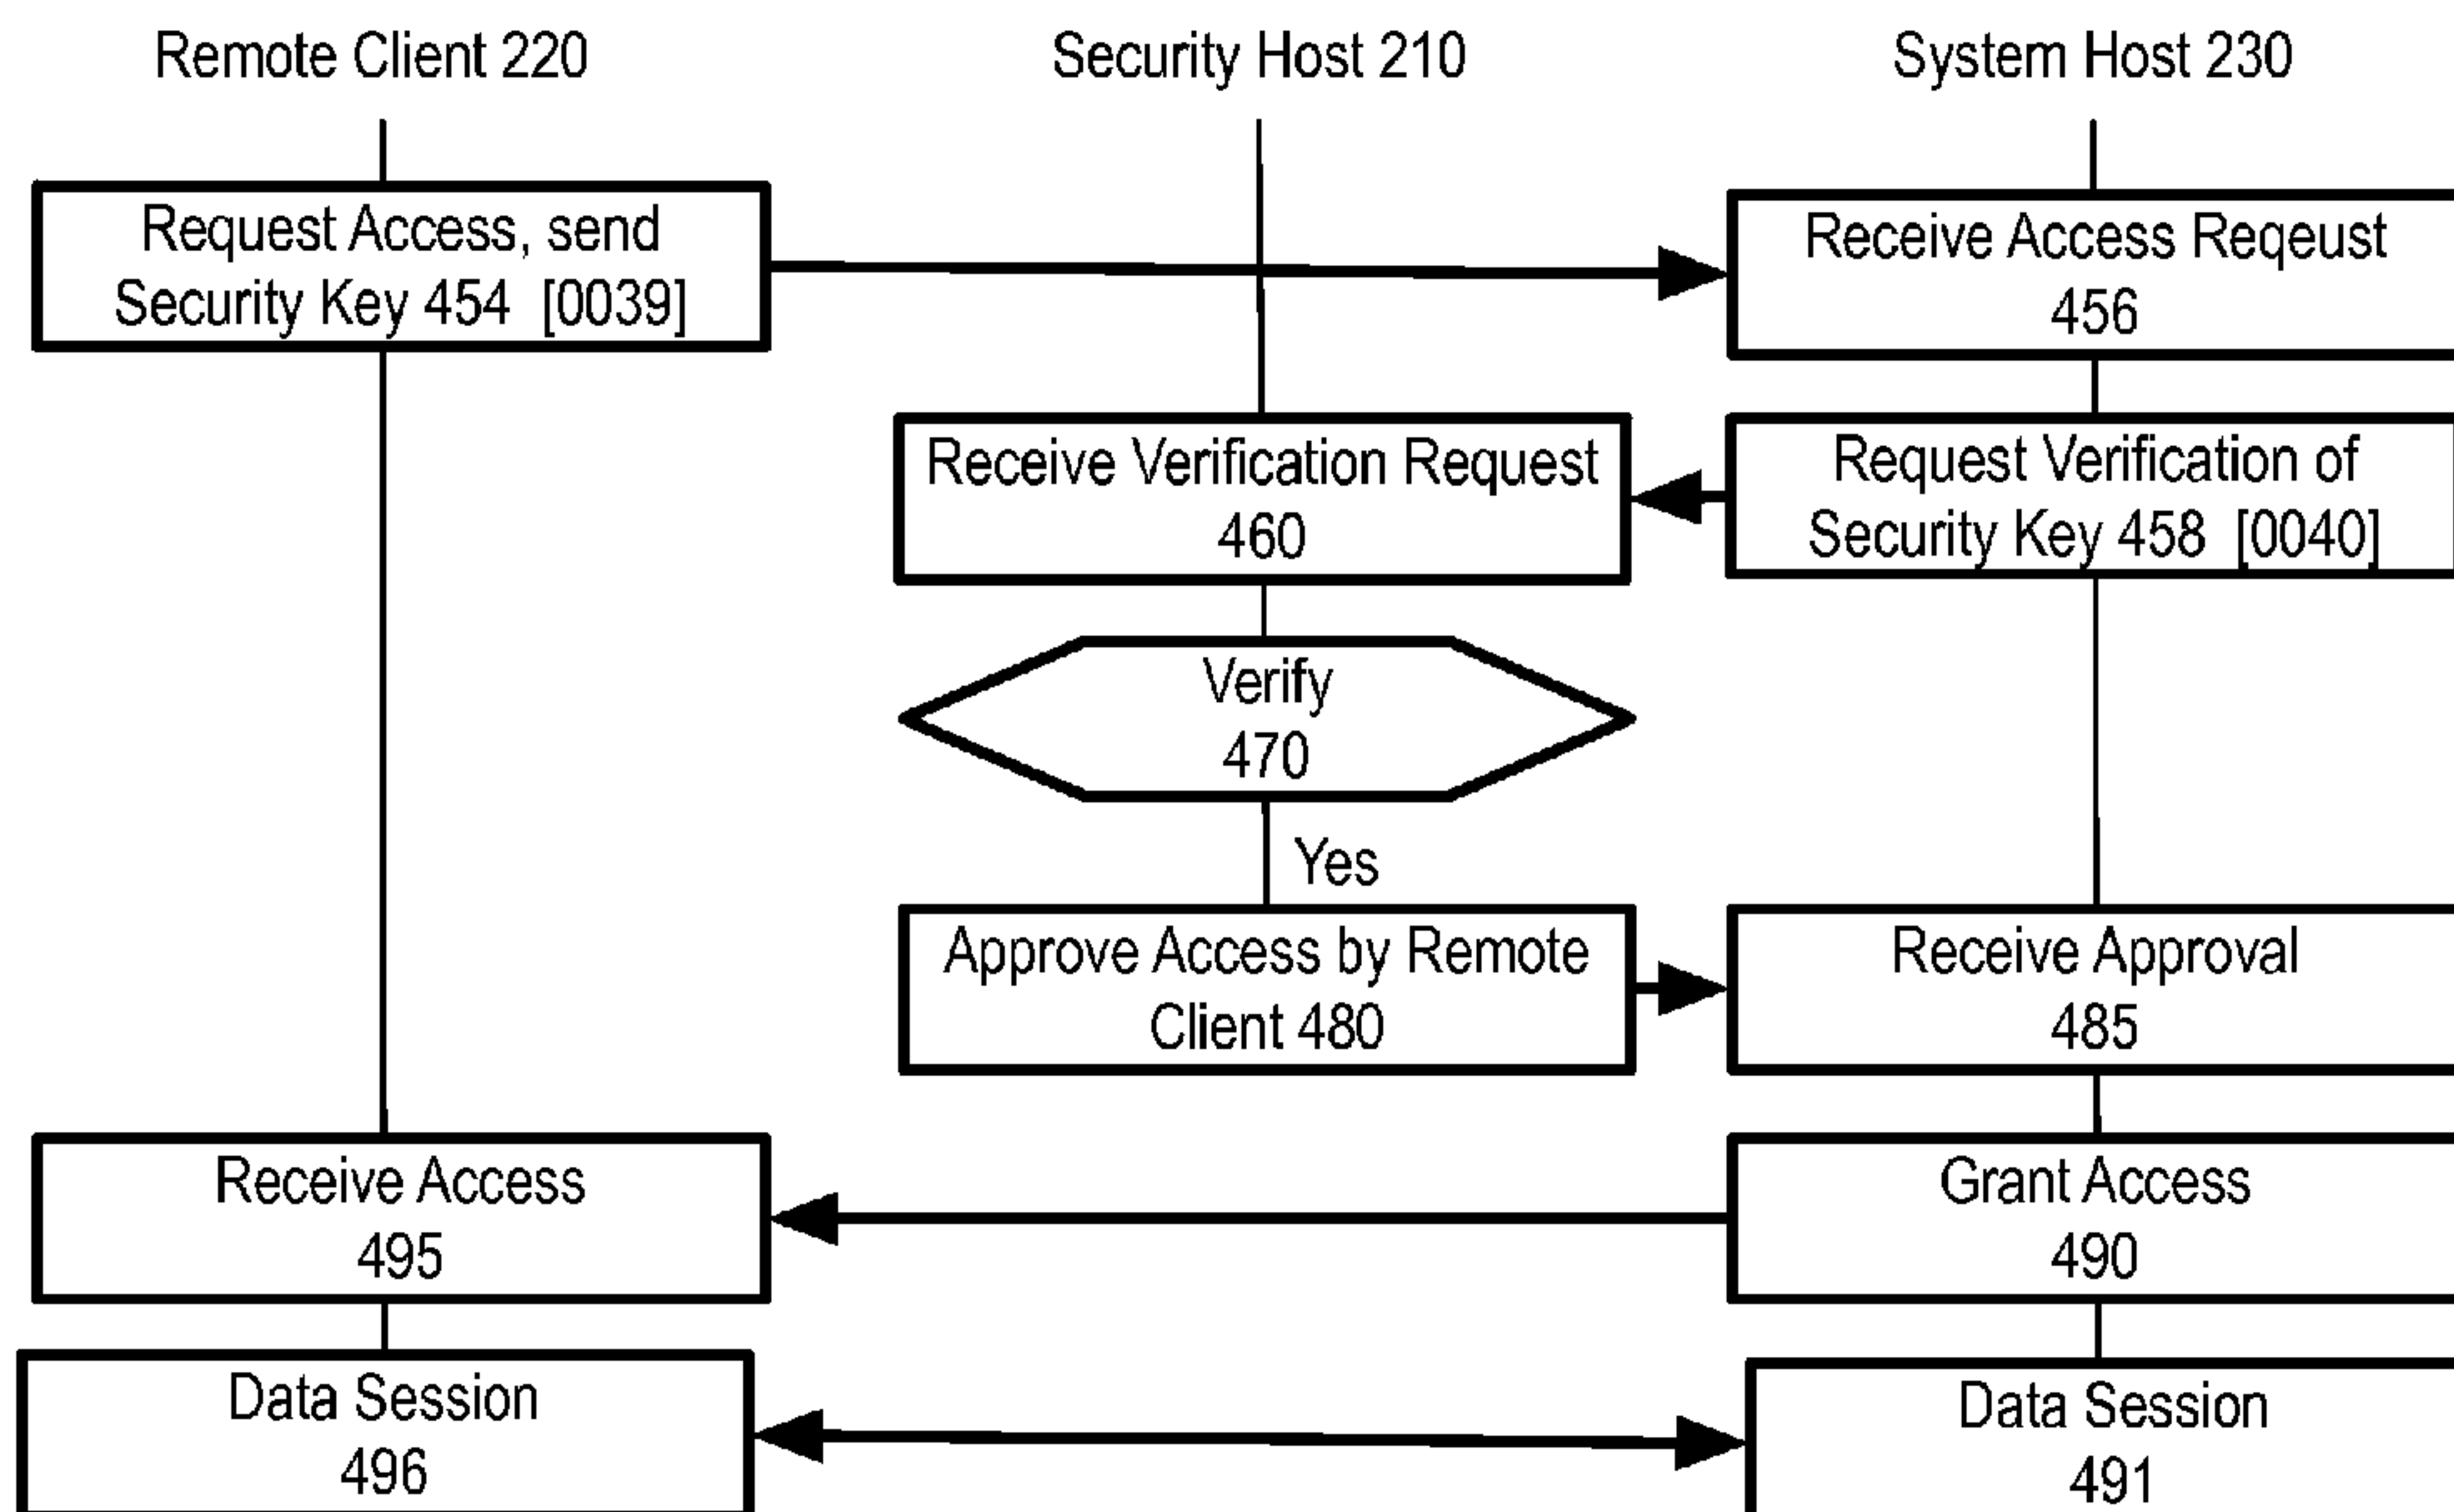 Remote Client 220
Security Host 210
System Host 230
Request Access, send
Security Key 454 [0039]
Receive Access Reqeust
456
Receive Verification Request
460
Request Verification of
Security Key 458 [0040]
Verify
470
Yes
Approve Access by Remote
Client 480
Receive Approval
485
Receive Access
495
Grant Access
490
Data Session
496
Data Session
491